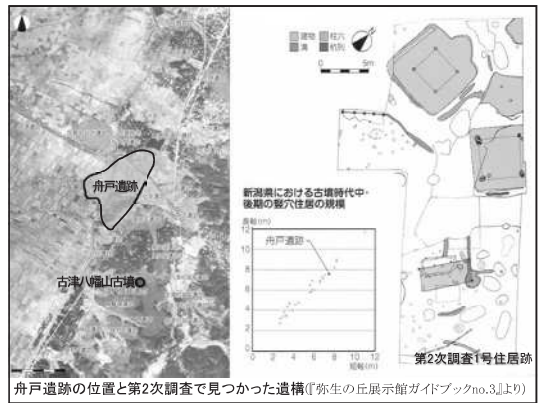 舟戸遺跡
古津八幡山古墳
建物 柱穴
溝 杭列
0 5m
新潟県における古墳時代中・
後期の竪穴住居の規模
長軸(m)
12
10
8
6
4
2
0
舟戸遺跡
0 2 4 6 8 10 12
短軸(m)
第2次調査1号住居跡
舟戸遺跡の位置と第2次調査で見つかった遺構(『弥生の丘展示館ガイドブックno.3』より)